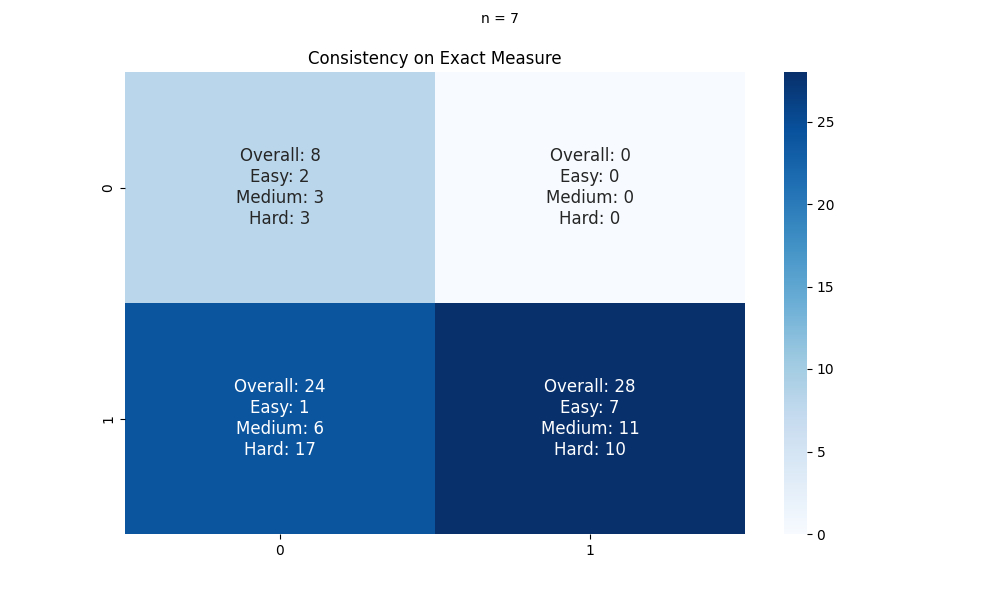 n = 7
Consistency on Exact Measure
0
Overall: 8
Easy: 2
Medium: 3
Hard: 3
Overall: 0
Easy: 0
Medium: 0
Hard: 0
1
Overall: 24
Easy: 1
Medium: 6
Hard: 17
Overall: 28
Easy: 7
Medium: 11
Hard: 10
0
1
25
20
15
10
5
0